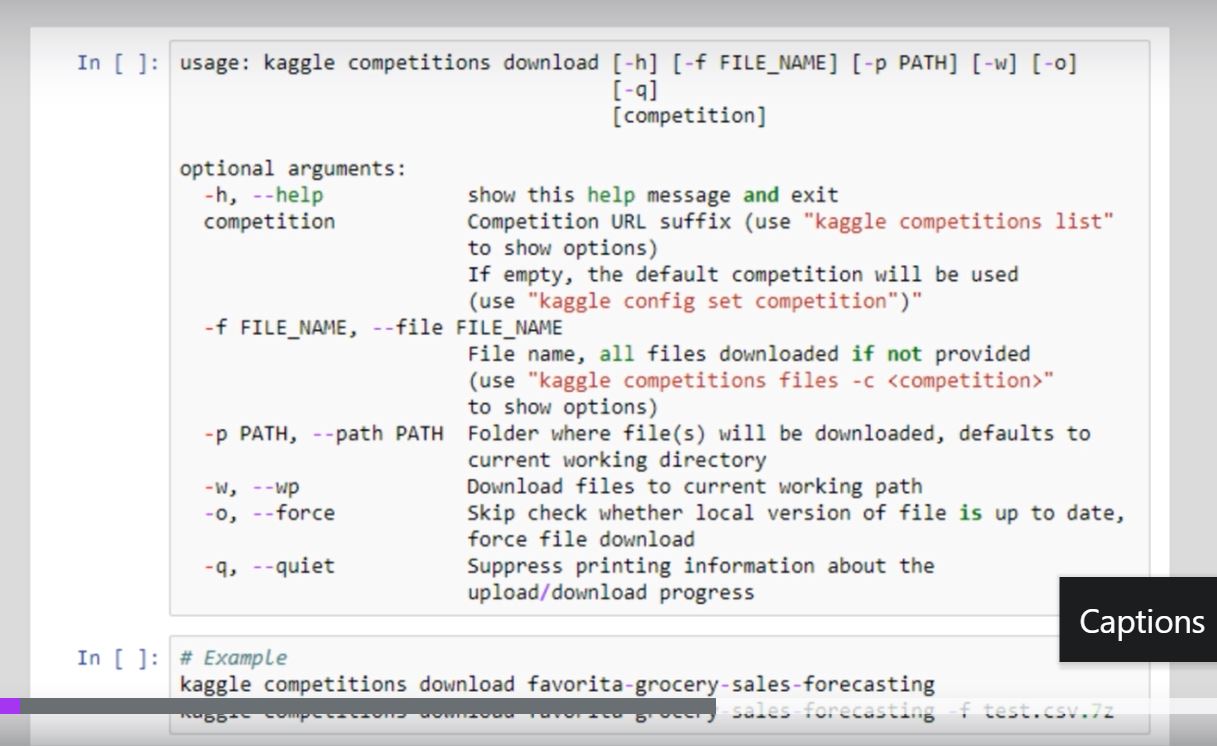 In [ ]: usage: kaggle competitions download [-h] [-f FILE_NAME] [-p PATH] [-w] [-o]
[-q]
[competition]
optional arguments:
-h, --help show this help message and exit
competition Competition URL suffix (use "kaggle competitions list"
to show options)
If empty, the default competition will be used
(use "kaggle config set competition")"
-f FILE_NAME, --file FILE_NAME
File name, all files downloaded if not provided
(use "kaggle competitions files -c <competition>"
to show options)
-p PATH, --path PATH Folder where file(s) will be downloaded, defaults to
current working directory
-w, --wp Download files to current working path
-o, --force Skip check whether local version of file is up to date,
force file download
-q, --quiet Suppress printing information about the
upload/download progress
Captions
In [ ]: # Example
kaggle competitions download favorita-grocery-sales-forecasting
kaggle competitions download favorita-grocery-sales-forecasting -f test.csv.7z